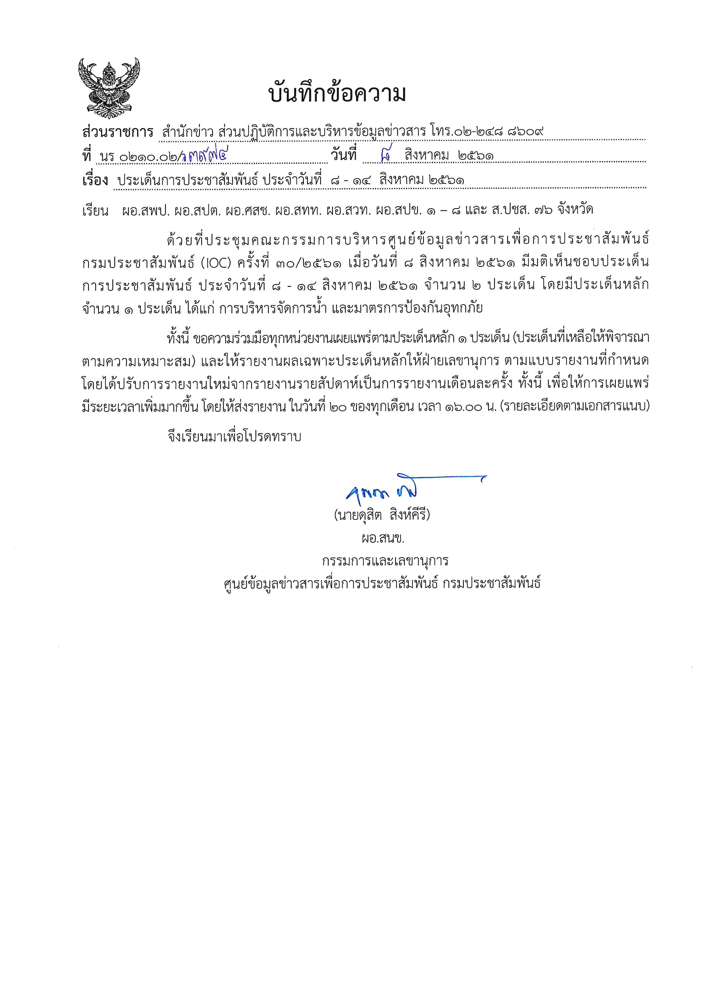 บันทึกข้อความ
ส่วนราชการ สำนักข่าว ส่วนปฏิบัติการและบริหารข้อมูลข่าวสาร โทร.๐๒-๒๔๘ ๘๖๐๙
ที่ นร ๐๒๑๐.๐๒/ว๓๙๗๔ วันที่ ๘ สิงหาคม ๒๕๖๑
เรื่อง ประเด็นการประชาสัมพันธ์ ประจำวันที่ ๘ - ๑๔ สิงหาคม ๒๕๖๑
เรียน ผอ.สพป. ผอ.สปต. ผอ.ศสช. ผอ.สทท. ผอ.สวท. ผอ.สปข. ๑ – ๘ และ ส.ปชส. ๗๖ จังหวัด
ด้วยที่ประชุมคณะกรรมการบริหารศูนย์ข้อมูลข่าวสารเพื่อการประชาสัมพันธ์
กรมประชาสัมพันธ์ (IOC) ครั้งที่ ๓๐/๒๕๖๑ เมื่อวันที่ ๘ สิงหาคม ๒๕๖๑ มีมติเห็นชอบประเด็น
การประชาสัมพันธ์ ประจำวันที่ ๘ - ๑๔ สิงหาคม ๒๕๖๑ จำนวน ๒ ประเด็น โดยมีประเด็นหลัก
จำนวน ๑ ประเด็น ได้แก่ การบริหารจัดการน้ำ และมาตรการป้องกันอุทกภัย
ทั้งนี้ ขอความร่วมมือทุกหน่วยงานเผยแพร่ตามประเด็นหลัก ๑ ประเด็น (ประเด็นที่เหลือให้พิจารณา
ตามความเหมาะสม) และให้รายงานผลเฉพาะประเด็นหลักให้ฝ่ายเลขานุการ ตามแบบรายงานที่กำหนด
โดยได้ปรับการรายงานใหม่จากรายงานรายสัปดาห์เป็นการรายงานเดือนละครั้ง ทั้งนี้ เพื่อให้การเผยแพร่
มีระยะเวลาเพิ่มมากขึ้น โดยให้ส่งรายงาน ในวันที่ ๒๐ ของทุกเดือน เวลา ๑๖.๐๐ น. (รายละเอียดตามเอกสารแนบ)
จึงเรียนมาเพื่อโปรดทราบ
(นายดุสิต สิงห์คีรี)
ผอ.สนข.
กรรมการและเลขานุการ
ศูนย์ข้อมูลข่าวสารเพื่อการประชาสัมพันธ์ กรมประชาสัมพันธ์